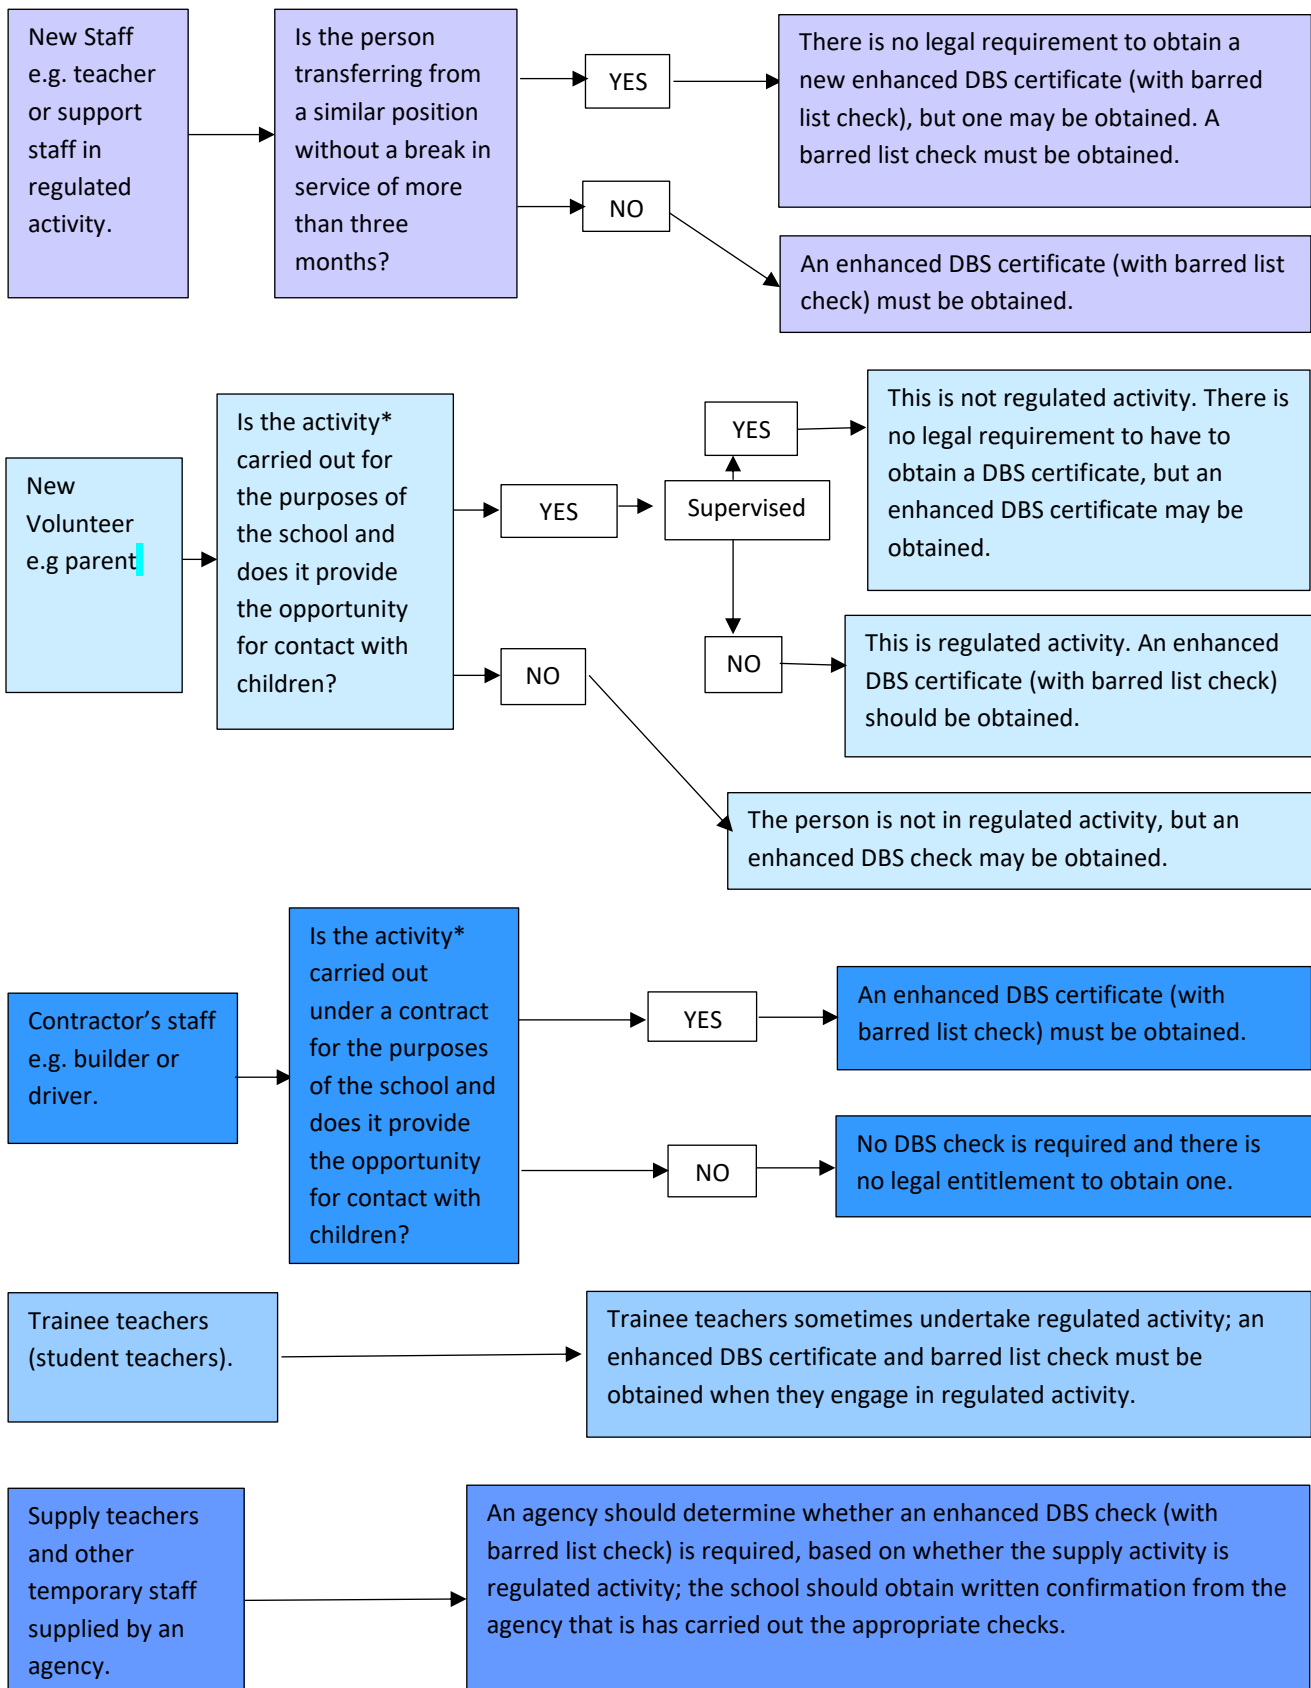 New Staff
e.g. teacher
or support
staff in
regulated
activity.
Is the person
transferring from
a similar position
without a break in
service of more
than three
months?
YES
NO
There is no legal requirement to obtain a
new enhanced DBS certificate (with barred
list check), but one may be obtained. A
barred list check must be obtained.
An enhanced DBS certificate (with barred list
check) must be obtained.
New
Volunteer
e.g parent
Is the activity*
carried out for
the purposes of
the school and
does it provide
the opportunity
for contact with
children?
YES
NO
Supervised
YES
NO
This is not regulated activity. There is
no legal requirement to have to
obtain a DBS certificate, but an
enhanced DBS certificate may be
obtained.
This is regulated activity. An enhanced
DBS certificate (with barred list check)
should be obtained.
The person is not in regulated activity, but an
enhanced DBS check may be obtained.
Contractor’s staff
e.g. builder or
driver.
Is the activity*
carried out
under a contract
for the purposes
of the school and
does it provide
the opportunity
for contact with
children?
YES
NO
An enhanced DBS certificate (with
barred list check) must be obtained.
No DBS check is required and there is
no legal entitlement to obtain one.
Trainee teachers
(student teachers).
Trainee teachers sometimes undertake regulated activity; an
enhanced DBS certificate and barred list check must be
obtained when they engage in regulated activity.
Supply teachers
and other
temporary staff
supplied by an
agency.
An agency should determine whether an enhanced DBS check (with
barred list check) is required, based on whether the supply activity is
regulated activity; the school should obtain written confirmation from the
agency that is has carried out the appropriate checks.